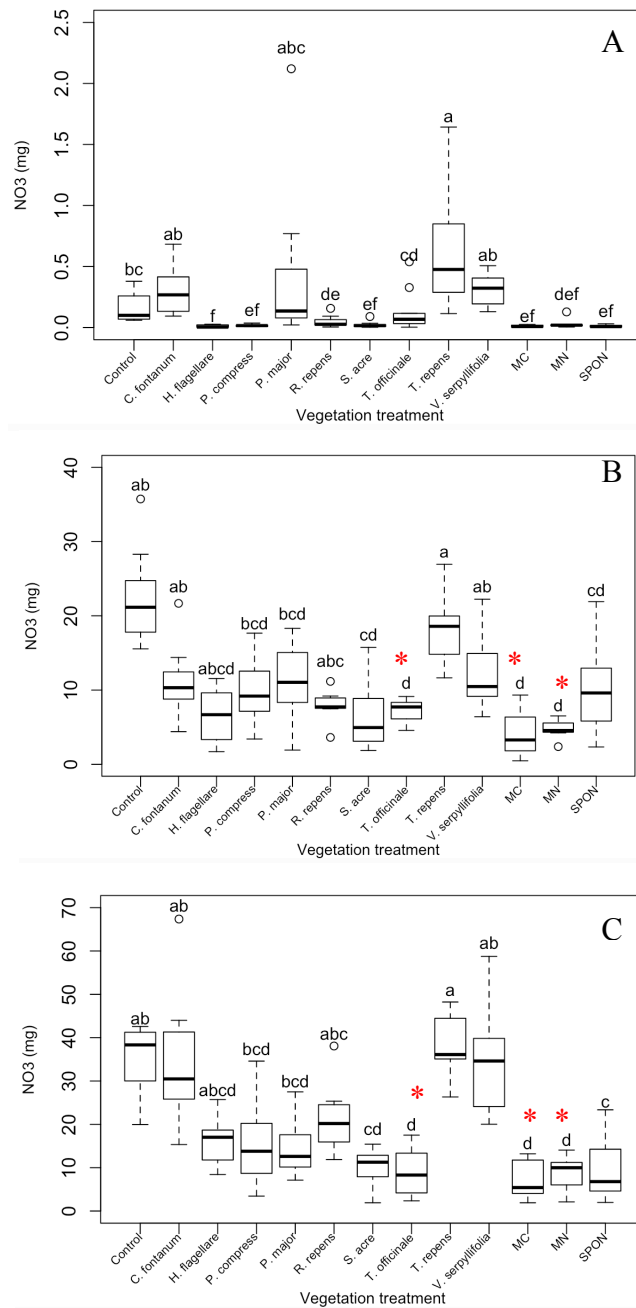 A
2.5
2.0
1.5
1.0
0.5
0.0
NO3 (mg)
bc ab f ef abc de ef cd a ab ef def ef
Control C. fontanum H. flagellare P. compress P. major R. repens S. acre T. officinale T. repens V. serpyllifolia MC MN SPON
Vegetation treatment
B
40
30
20
10
0
NO3 (mg)
ab ab abcd bcd bcd abc cd * d a ab * d * d cd
Control C. fontanum H. flagellare P. compress P. major R. repens S. acre T. officinale T. repens V. serpyllifolia MC MN SPON
Vegetation treatment
C
70
60
50
40
30
20
10
0
NO3 (mg)
ab ab abcd bcd bcd abc cd * d a ab * d * d c
Control C. fontanum H. flagellare P. compress P. major R. repens S. acre T. officinale T. repens V. serpyllifolia MC MN SPON
Vegetation treatment